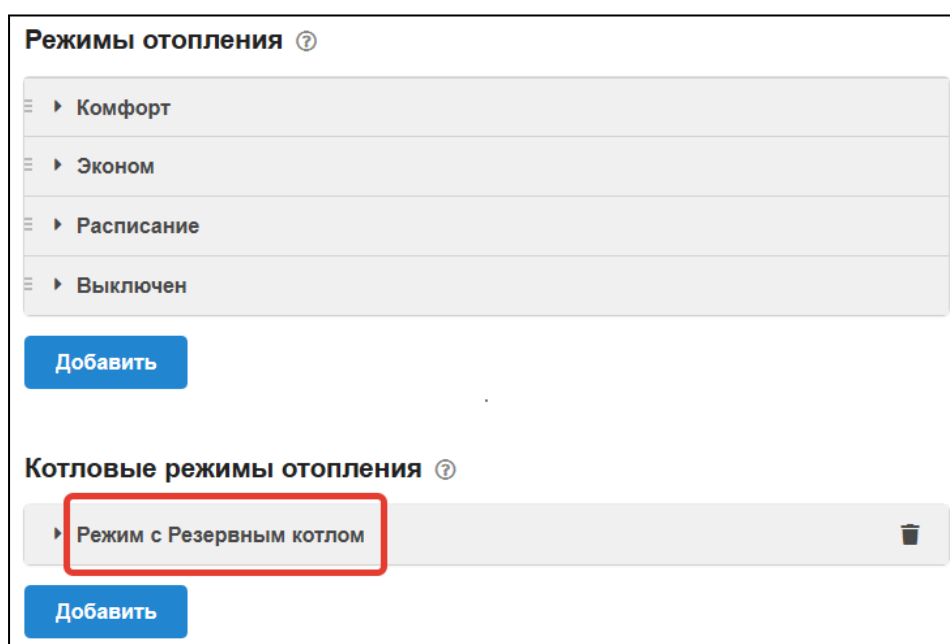 Режимы отопления ?
Комфорт
Эконом
Расписание
Выключен
Добавить
Котловые режимы отопления ?
Режим с Резервным котлом
Добавить